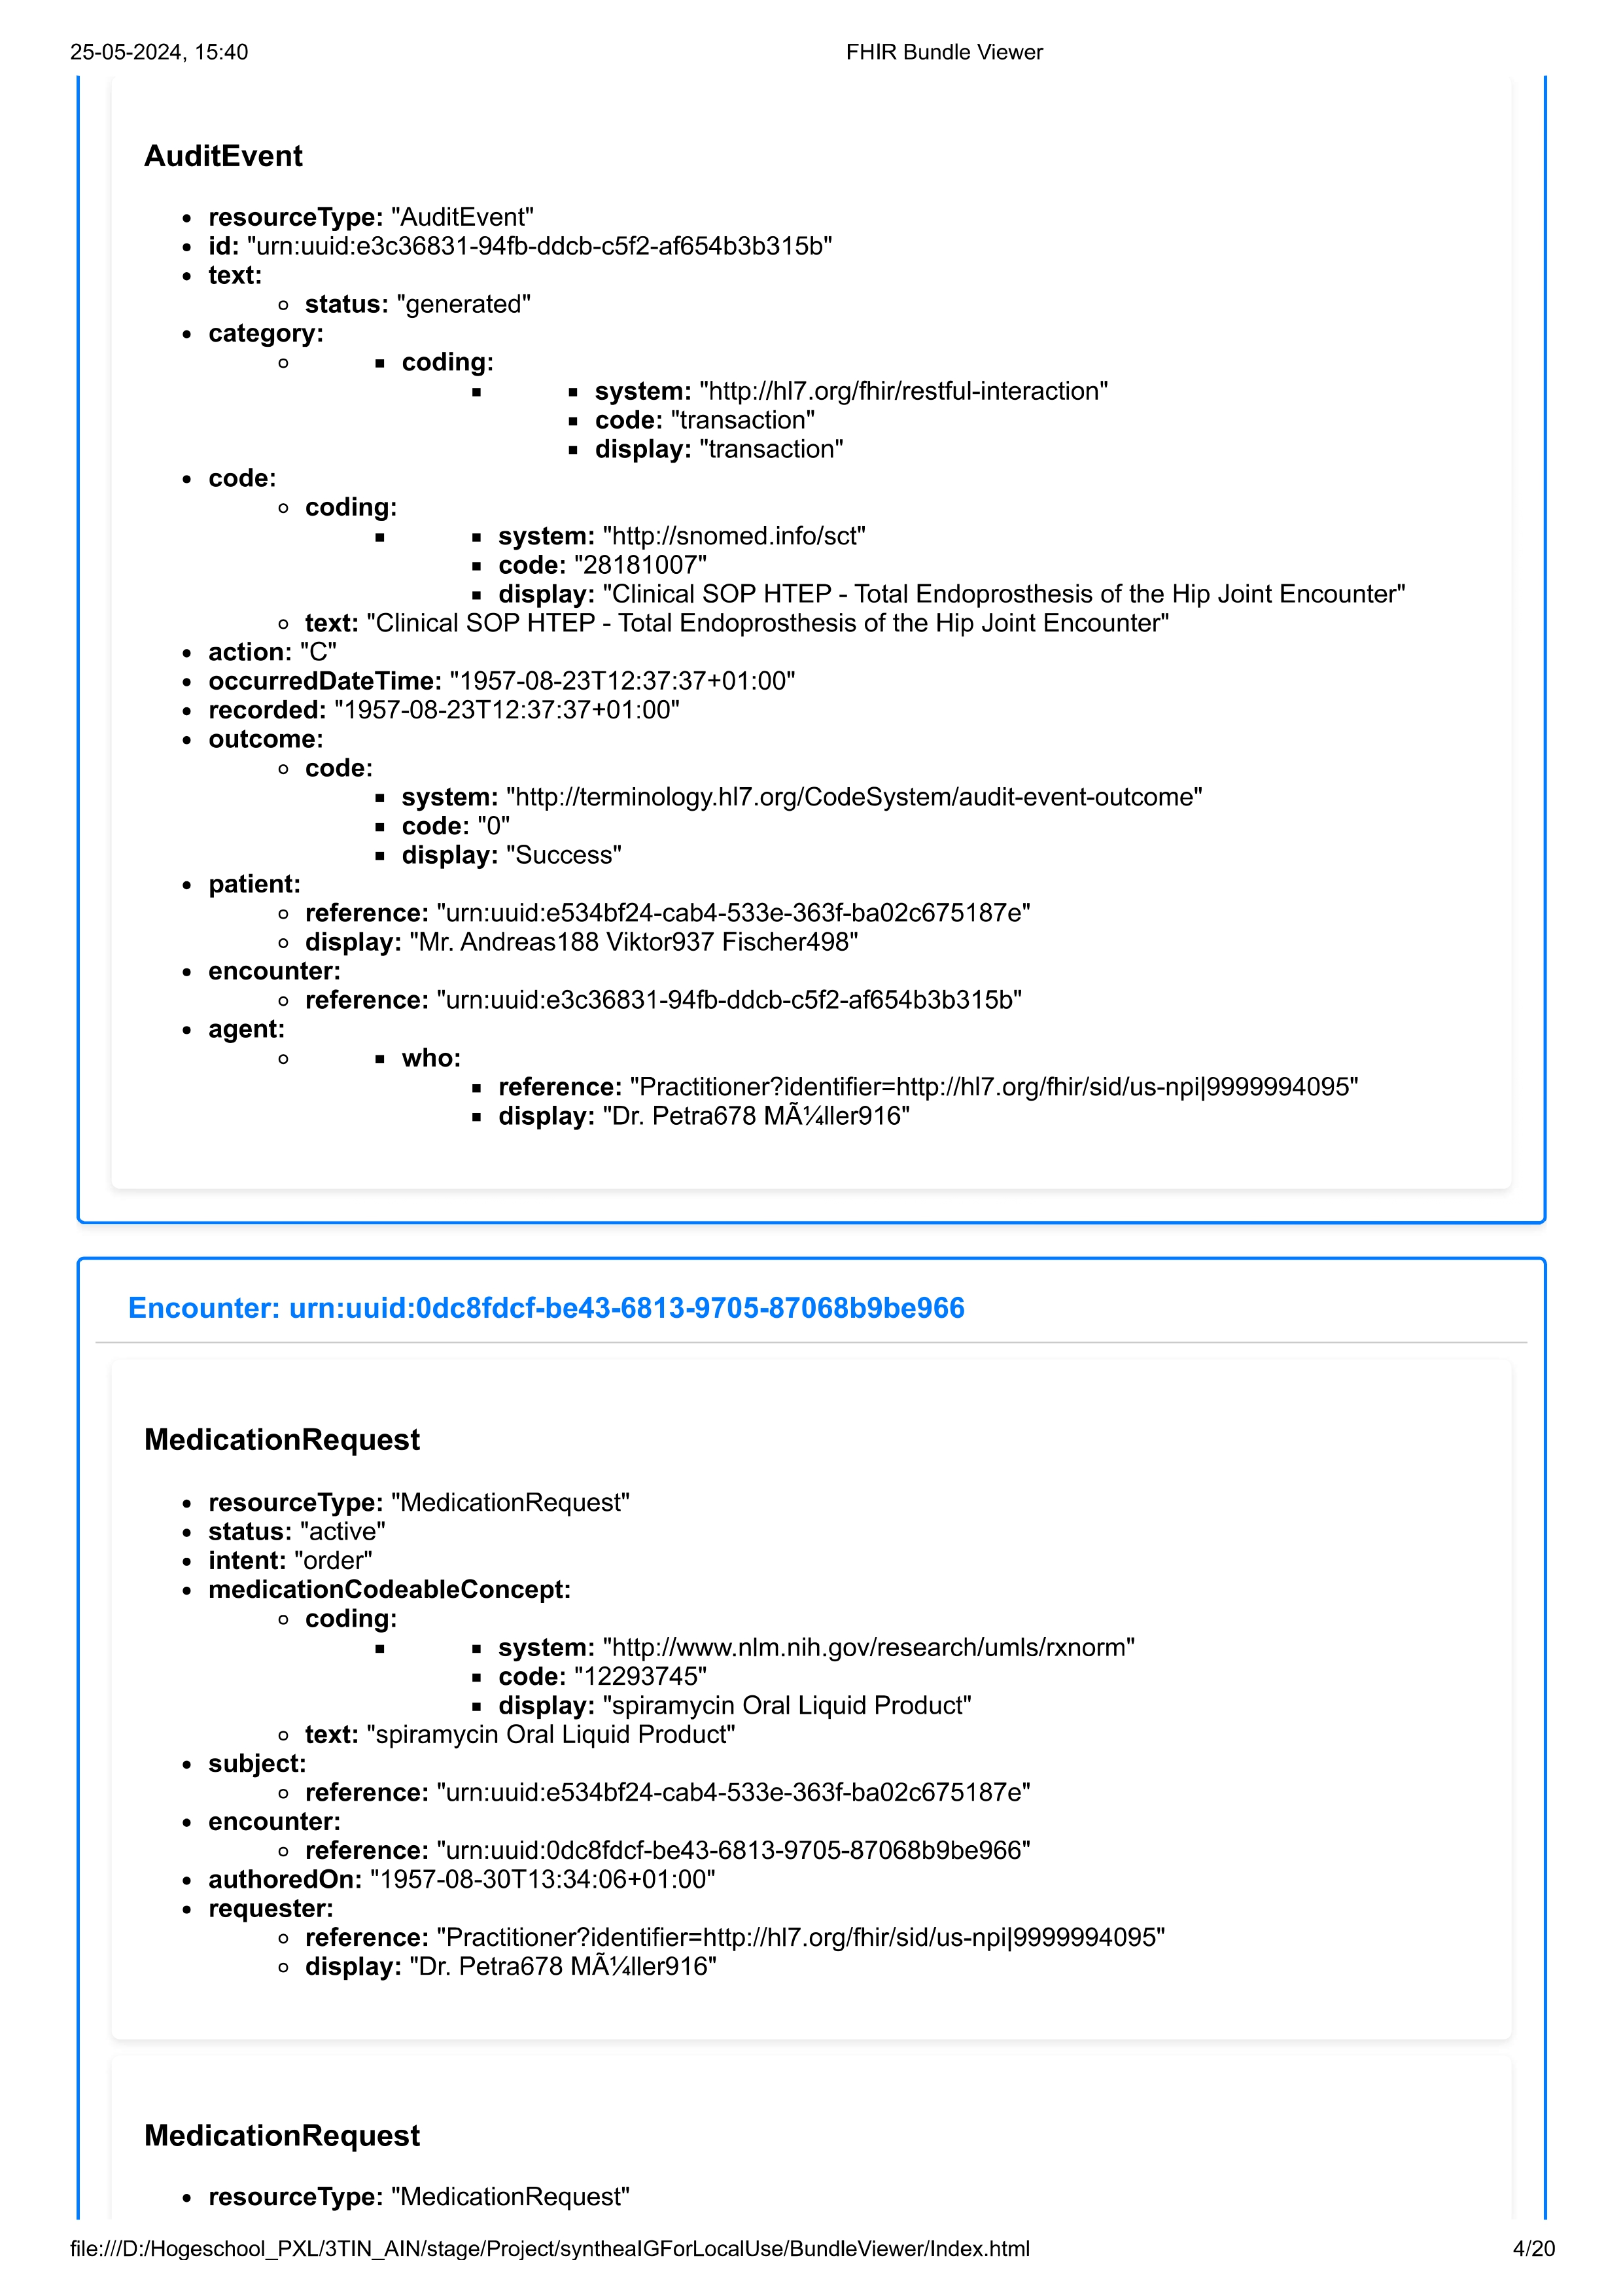 25-05-2024, 15:40 FHIR Bundle Viewer
AuditEvent
resourceType: "AuditEvent"
id: "urn:uuid:e3c36831-94fb-ddcb-c5f2-af654b3b315b"
text:
status: "generated"
category:
coding:
system: "http://hl7.org/fhir/restful-interaction"
code: "transaction"
display: "transaction"
code:
coding:
system: "http://snomed.info/sct"
code: "28181007"
display: "Clinical SOP HTEP - Total Endoprosthesis of the Hip Joint Encounter"
text: "Clinical SOP HTEP - Total Endoprosthesis of the Hip Joint Encounter"
action: "C"
occurredDateTime: "1957-08-23T12:37:37+01:00"
recorded: "1957-08-23T12:37:37+01:00"
outcome:
code:
system: "http://terminology.hl7.org/CodeSystem/audit-event-outcome"
code: "0"
display: "Success"
patient:
reference: "urn:uuid:e534bf24-cab4-533e-363f-ba02c675187e"
display: "Mr. Andreas188 Viktor937 Fischer498"
encounter:
reference: "urn:uuid:e3c36831-94fb-ddcb-c5f2-af654b3b315b"
agent:
who:
reference: "Practitioner?identifier=http://hl7.org/fhir/sid/us-npi|9999994095"
display: "Dr. Petra678 MÃ¼ller916"
Encounter: urn:uuid:0dc8fdcf-be43-6813-9705-87068b9be966
MedicationRequest
resourceType: "MedicationRequest"
status: "active"
intent: "order"
medicationCodeableConcept:
coding:
system: "http://www.nlm.nih.gov/research/umls/rxnorm"
code: "12293745"
display: "spiramycin Oral Liquid Product"
text: "spiramycin Oral Liquid Product"
subject:
reference: "urn:uuid:e534bf24-cab4-533e-363f-ba02c675187e"
encounter:
reference: "urn:uuid:0dc8fdcf-be43-6813-9705-87068b9be966"
authoredOn: "1957-08-30T13:34:06+01:00"
requester:
reference: "Practitioner?identifier=http://hl7.org/fhir/sid/us-npi|9999994095"
display: "Dr. Petra678 MÃ¼ller916"
MedicationRequest
resourceType: "MedicationRequest"
file:///D:/Hogeschool_PXL/3TIN_AIN/stage/Project/syntheaIGForLocalUse/BundleViewer/Index.html 4/20